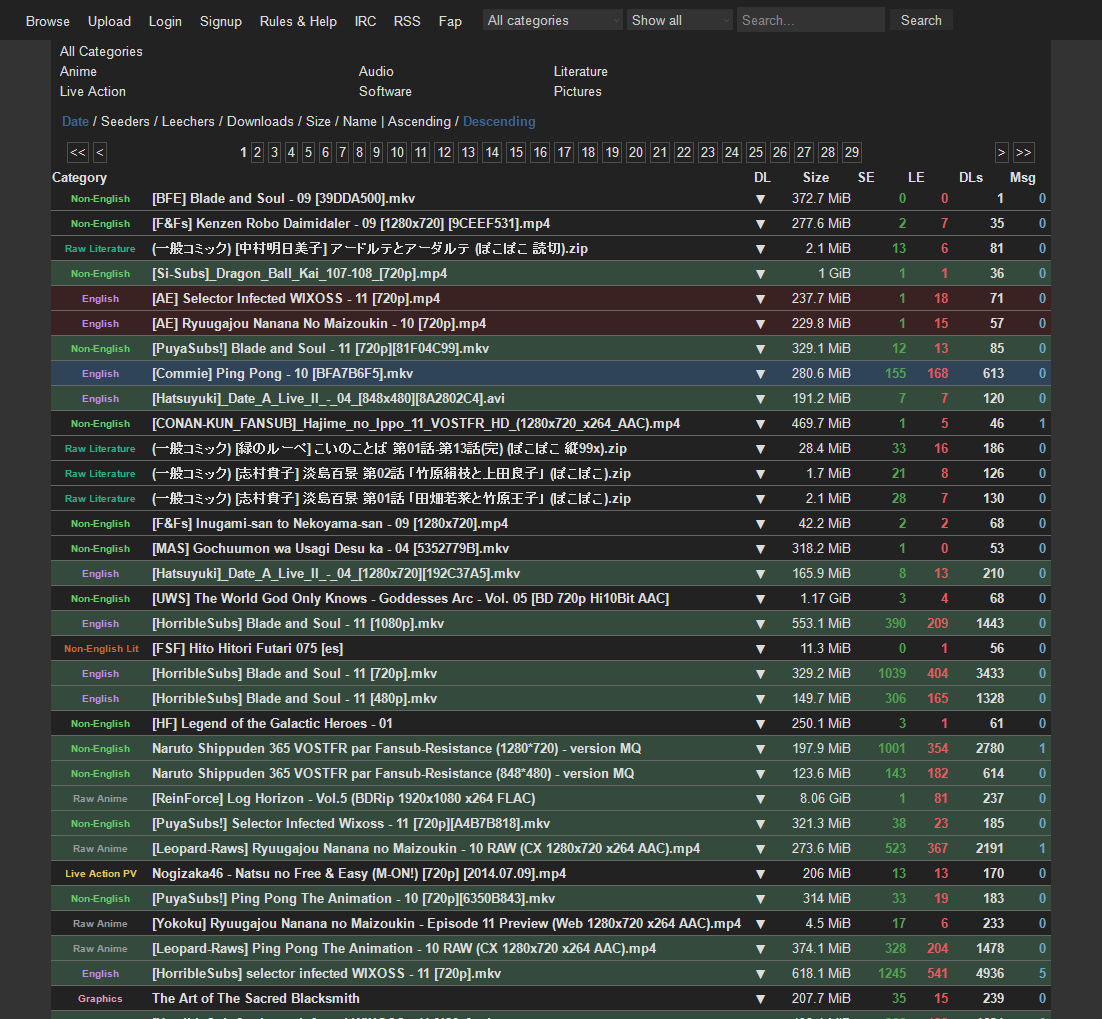 Browse Upload Login Signup Rules & Help IRC RSS Fap All categories Show all Search... Search
All Categories
Anime Audio Literature
Live Action Software Pictures
Date / Seeders / Leechers / Downloads / Size / Name | Ascending / Descending
<< < 1 2 3 4 5 6 7 8 9 10 11 12 13 14 15 16 17 18 19 20 21 22 23 24 25 26 27 28 29 > >>
Category DL Size SE LE DLs Msg
Non-English [BFE] Blade and Soul - 09 [39DDA500].mkv ▼ 372.7 MiB 0 0 1 0
Non-English [F&Fs] Kenzen Robo Daimidaler - 09 [1280x720] [9CEEF531].mp4 ▼ 277.6 MiB 2 7 35 0
Raw Literature (一般コミック) [中村明日美子] アードルテとアーダルテ (ぽこぽこ 読切).zip ▼ 2.1 MiB 13 6 81 0
Non-English [Si-Subs]_Dragon_Ball_Kai_107-108_[720p].mp4 ▼ 1 GiB 1 1 36 0
English [AE] Selector Infected WIXOSS - 11 [720p].mp4 ▼ 237.7 MiB 1 18 71 0
English [AE] Ryuugajou Nanana No Maizoukin - 10 [720p].mp4 ▼ 229.8 MiB 1 15 57 0
Non-English [PuyaSubs!] Blade and Soul - 11 [720p][81F04C99].mkv ▼ 329.1 MiB 12 13 85 0
English [Commie] Ping Pong - 10 [BFA7B6F5].mkv ▼ 280.6 MiB 155 168 613 0
English [Hatsuyuki]_Date_A_Live_II_-_04_[848x480][8A2802C4].avi ▼ 191.2 MiB 7 7 120 0
Non-English [CONAN-KUN_FANSUB]_Hajime_no_Ippo_11_VOSTFR_HD_(1280x720_x264_AAC).mp4 ▼ 469.7 MiB 1 5 46 1
Raw Literature (一般コミック) [緑のルーペ] こいのことば 第01話-第13話(完) (ぽこぽこ 縦99x).zip ▼ 28.4 MiB 33 16 186 0
Raw Literature (一般コミック) [志村貴子] 淡島百景 第02話 「竹原絹枝と上田良子」 (ぽこぽこ).zip ▼ 1.7 MiB 21 8 126 0
Raw Literature (一般コミック) [志村貴子] 淡島百景 第01話 「田畑若菜と竹原王子」 (ぽこぽこ).zip ▼ 2.1 MiB 28 7 130 0
Non-English [F&Fs] Inugami-san to Nekoyama-san - 09 [1280x720].mp4 ▼ 42.2 MiB 2 2 68 0
Non-English [MAS] Gochuumon wa Usagi Desu ka - 04 [5352779B].mkv ▼ 318.2 MiB 1 0 53 0
English [Hatsuyuki]_Date_A_Live_II_-_04_[1280x720][192C37A5].mkv ▼ 165.9 MiB 8 13 210 0
Non-English [UWS] The World God Only Knows - Goddesses Arc - Vol. 05 [BD 720p Hi10Bit AAC] ▼ 1.17 GiB 3 4 68 0
English [HorribleSubs] Blade and Soul - 11 [1080p].mkv ▼ 553.1 MiB 390 209 1443 0
Non-English Lit [FSF] Hito Hitori Futari 075 [es] ▼ 11.3 MiB 0 1 56 0
English [HorribleSubs] Blade and Soul - 11 [720p].mkv ▼ 329.2 MiB 1039 404 3433 0
English [HorribleSubs] Blade and Soul - 11 [480p].mkv ▼ 149.7 MiB 306 165 1328 0
Non-English [HF] Legend of the Galactic Heroes - 01 ▼ 250.1 MiB 3 1 61 0
Non-English Naruto Shippuden 365 VOSTFR par Fansub-Resistance (1280*720) - version MQ ▼ 197.9 MiB 1001 354 2780 1
Non-English Naruto Shippuden 365 VOSTFR par Fansub-Resistance (848*480) - version MQ ▼ 123.6 MiB 143 182 614 0
Raw Anime [ReinForce] Log Horizon - Vol.5 (BDRip 1920x1080 x264 FLAC) ▼ 8.06 GiB 1 81 237 0
Non-English [PuyaSubs!] Selector Infected Wixoss - 11 [720p][A4B7B818].mkv ▼ 321.3 MiB 38 23 185 0
Raw Anime [Leopard-Raws] Ryuugajou Nanana no Maizoukin - 10 RAW (CX 1280x720 x264 AAC).mp4 ▼ 273.6 MiB 523 367 2191 1
Live Action PV Nogizaka46 - Natsu no Free & Easy (M-ON!) [720p] [2014.07.09].mp4 ▼ 206 MiB 13 13 170 0
Non-English [PuyaSubs!] Ping Pong The Animation - 10 [720p][6350B843].mkv ▼ 314 MiB 33 19 183 0
Raw Anime [Yokoku] Ryuugajou Nanana no Maizoukin - Episode 11 Preview (Web 1280x720 x264 AAC).mp4 ▼ 4.5 MiB 17 6 233 0
Raw Anime [Leopard-Raws] Ping Pong The Animation - 10 RAW (CX 1280x720 x264 AAC).mp4 ▼ 374.1 MiB 328 204 1478 0
English [HorribleSubs] selector infected WIXOSS - 11 [720p].mkv ▼ 618.1 MiB 1245 541 4936 5
Graphics The Art of The Sacred Blacksmith ▼ 207.7 MiB 35 15 239 0